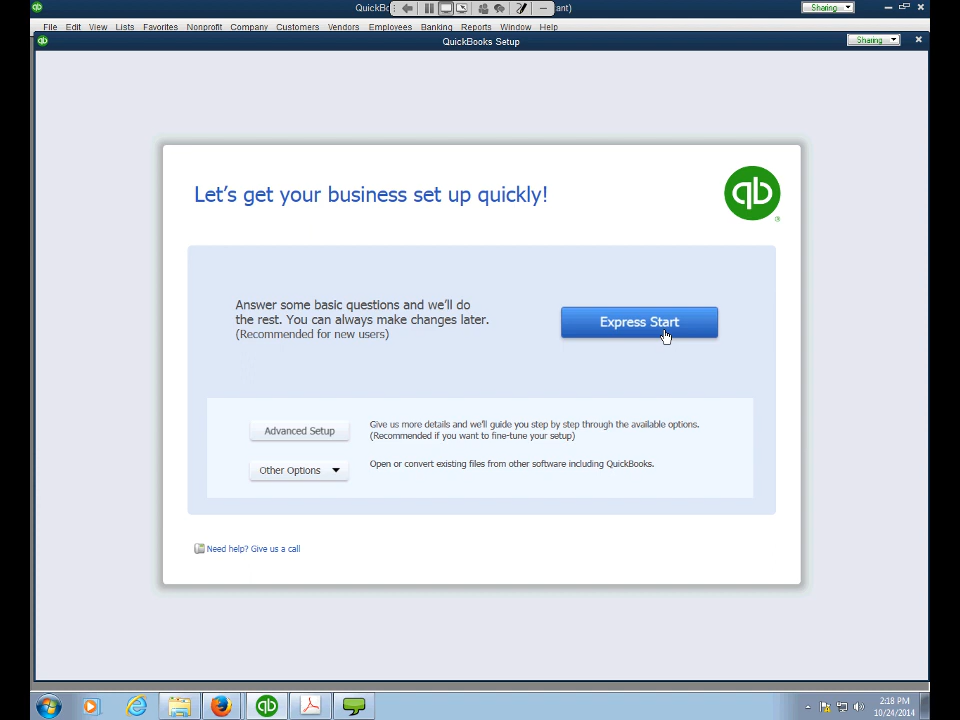 QuickBo
ant)
Sharing
File Edit View Lists Favorites Nonprofit Company Customers Vendors Employees Banking Reports Window Help
QuickBooks Setup
Sharing
Let's get your business set up quickly!
qb
Answer some basic questions and we'll do
the rest. You can always make changes later.
(Recommended for new users)
Express Start
Advanced Setup
Give us more details and we'll guide you step by step through the available options.
(Recommended if you want to fine-tune your setup)
Other Options
Open or convert existing files from other software including QuickBooks.
Need help? Give us a call
2:18 PM
10/24/2014